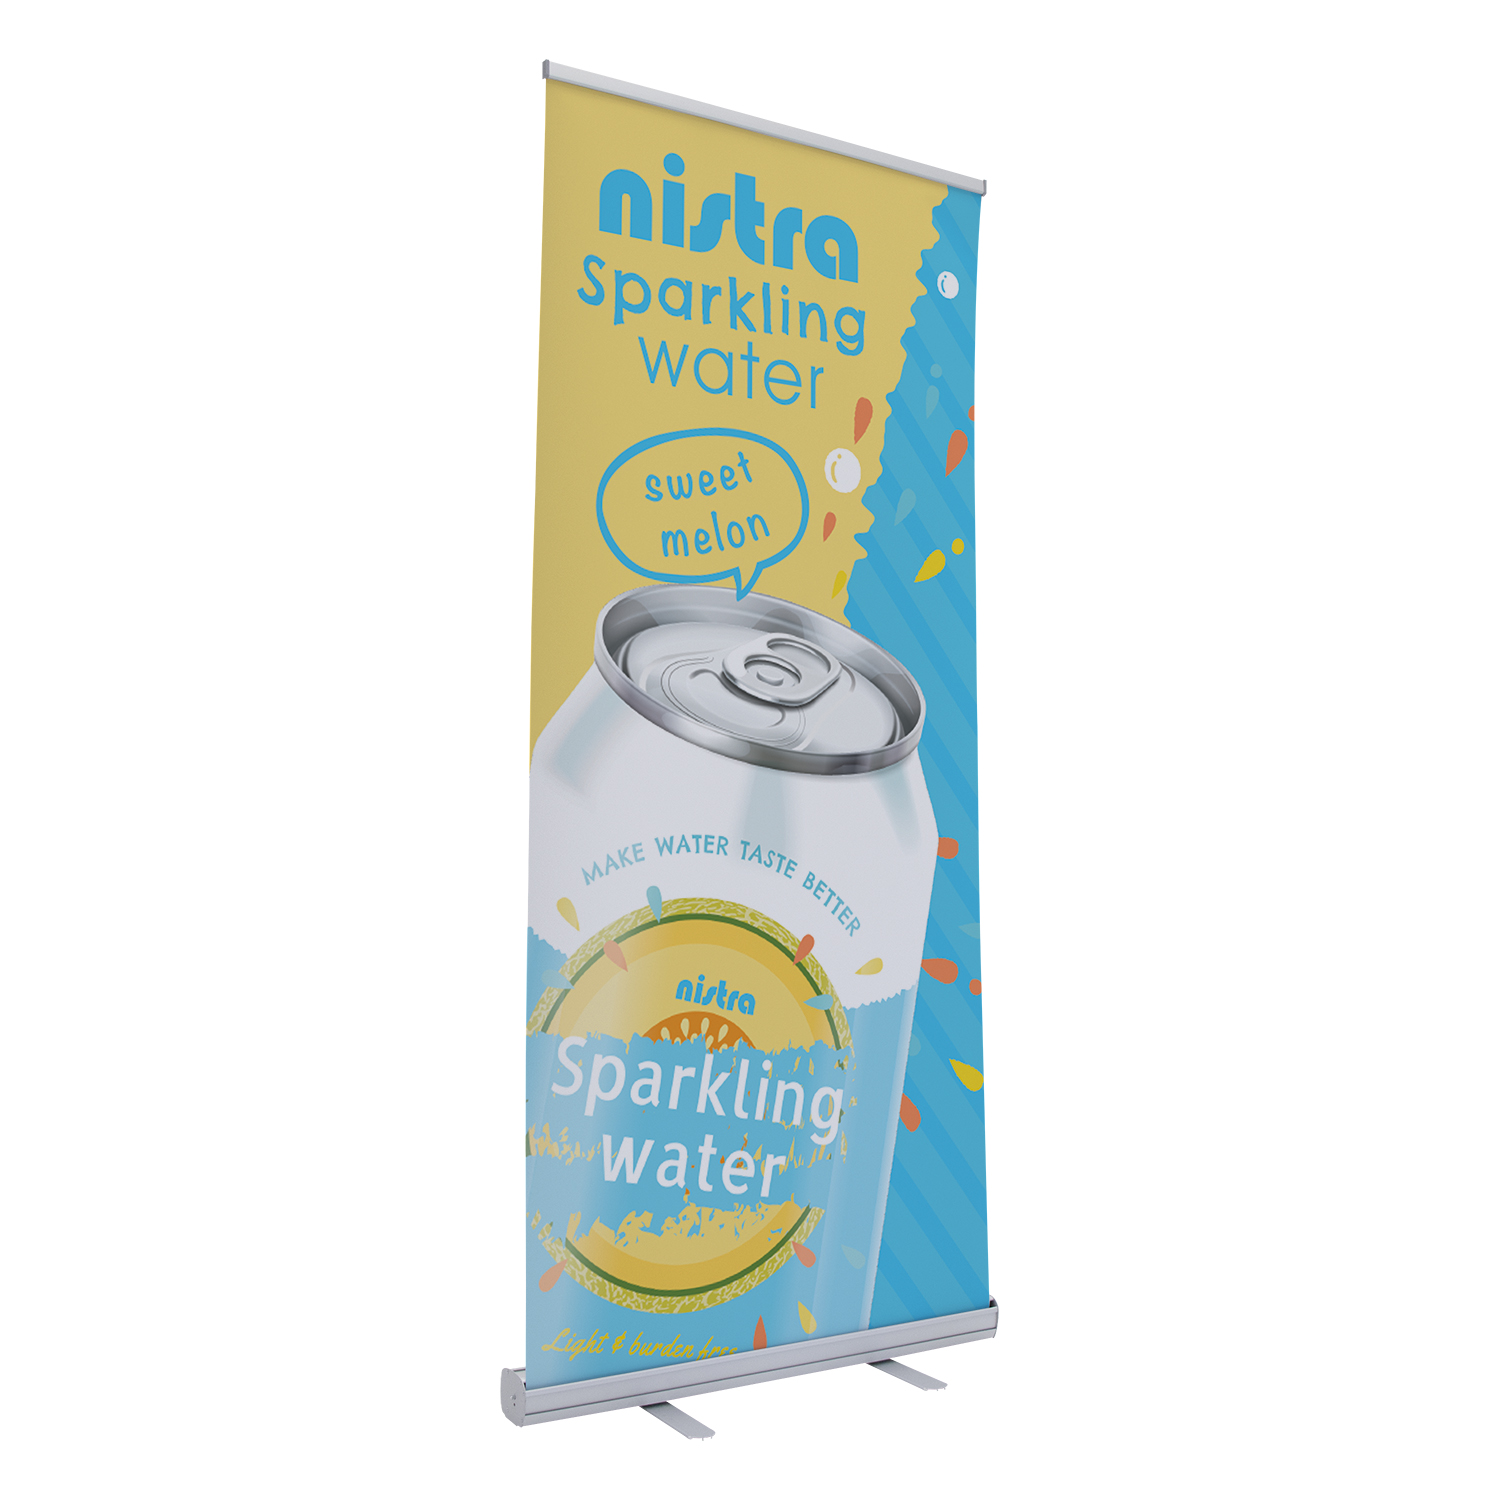 nistra
Sparkling
water
sweet
melon
MAKE WATER TASTE BETTER
nistra
Sparkling
water
Light & burden free